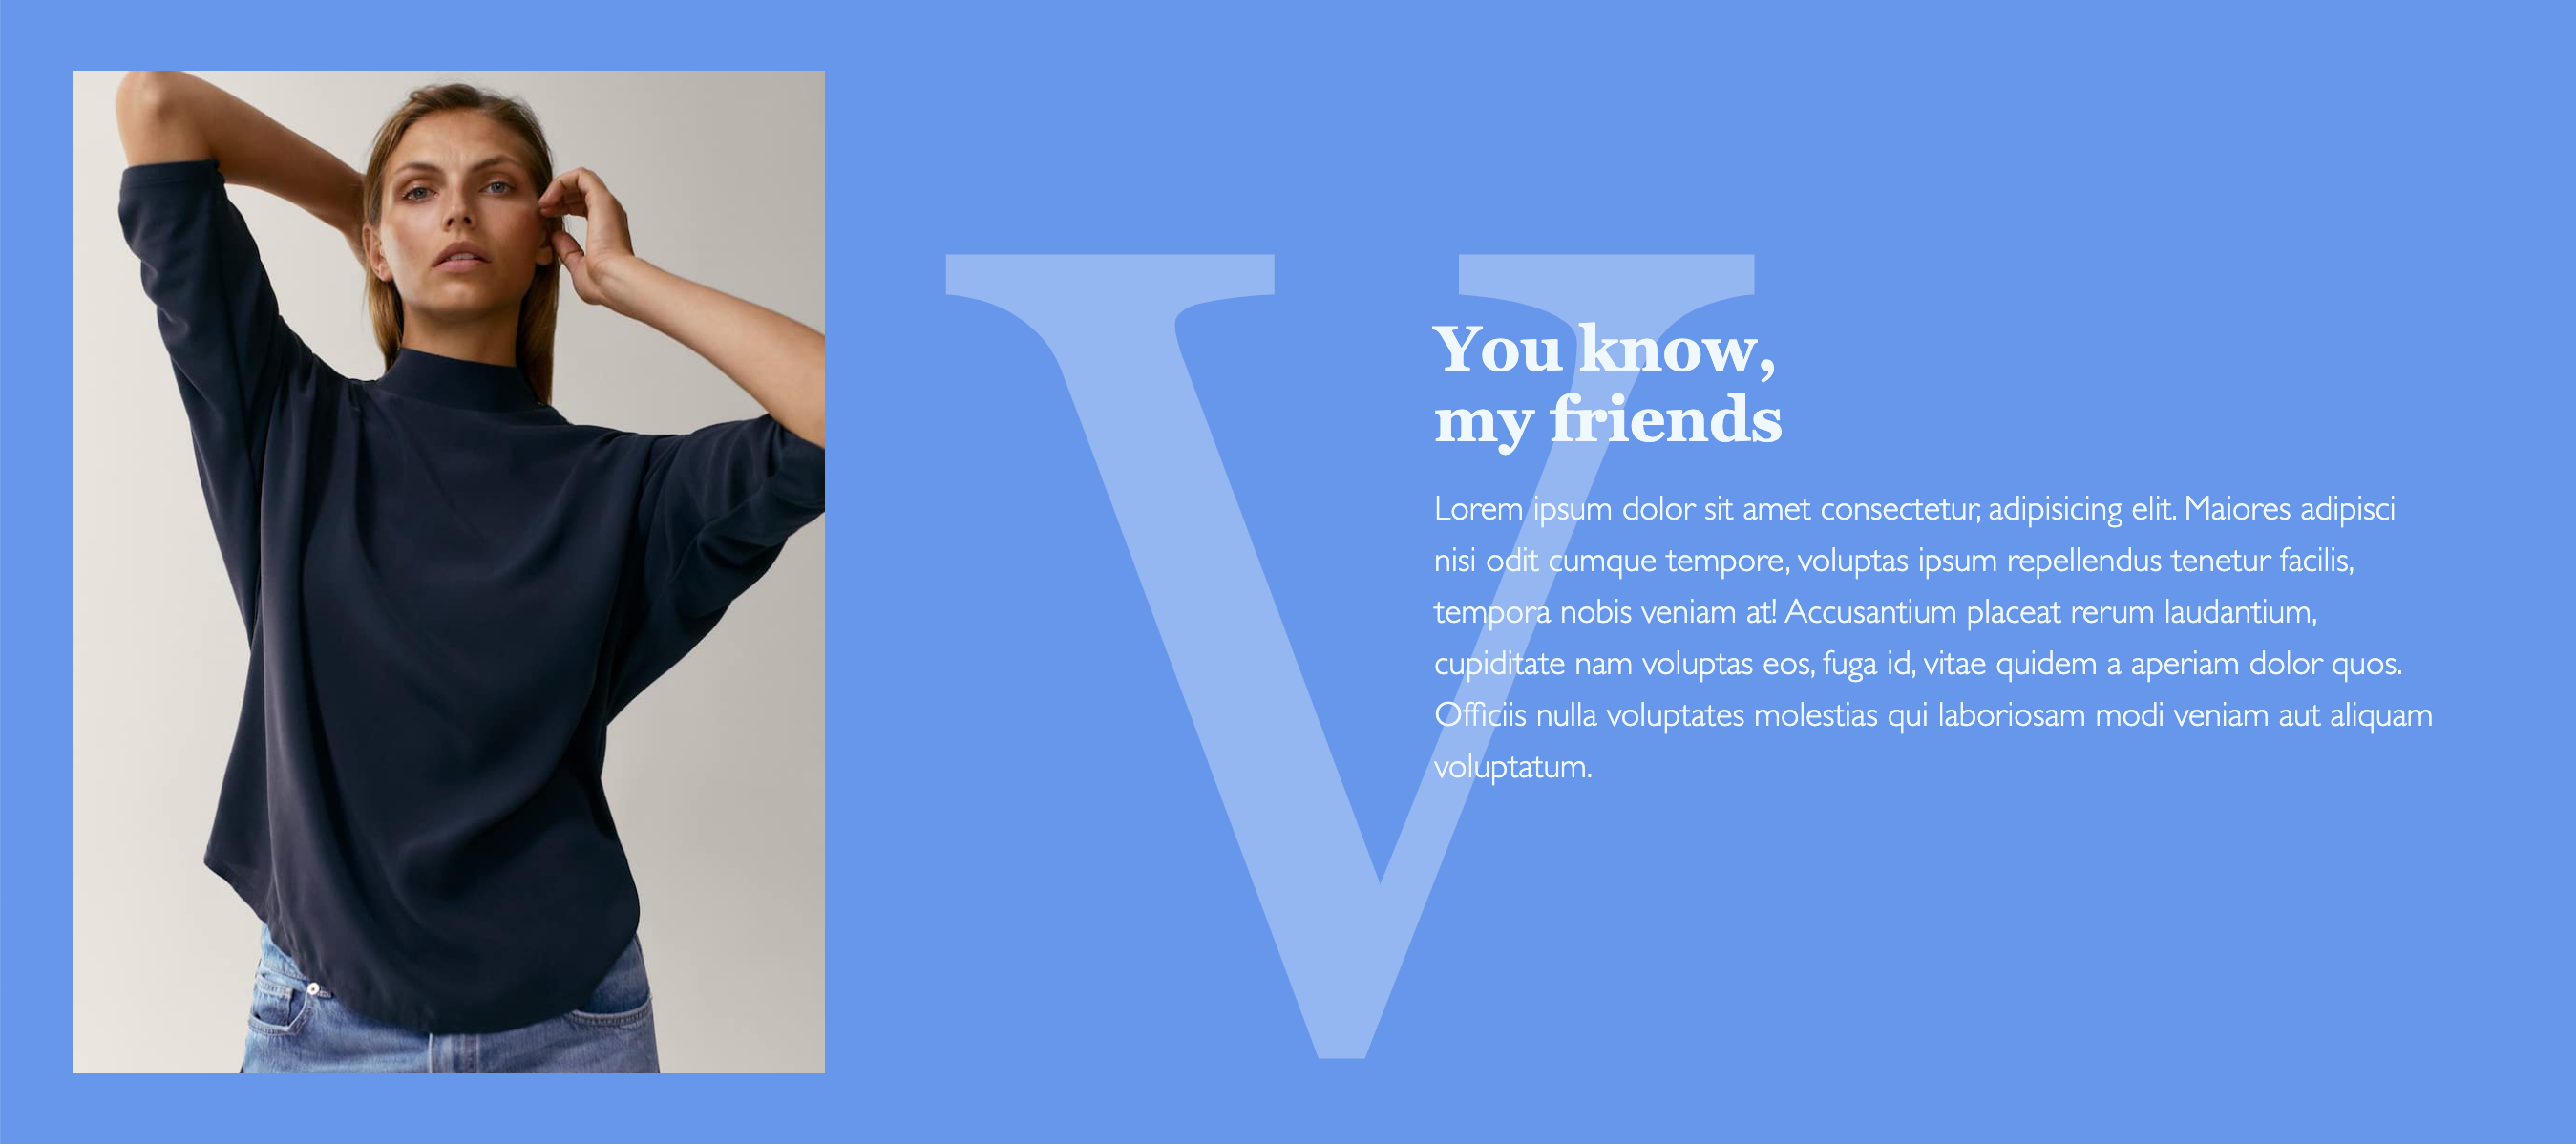 V
You know,
my friends
Lorem ipsum dolor sit amet consectetur, adipisicing elit. Maiores adipisci
nisi odit cumque tempore, voluptas ipsum repellendus tenetur facilis,
tempora nobis veniam at! Accusantium placeat rerum laudantium,
cupiditate nam voluptas eos, fuga id, vitae quidem a aperiam dolor quos.
Officiis nulla voluptates molestias qui laboriosam modi veniam aut aliquam
voluptatum.